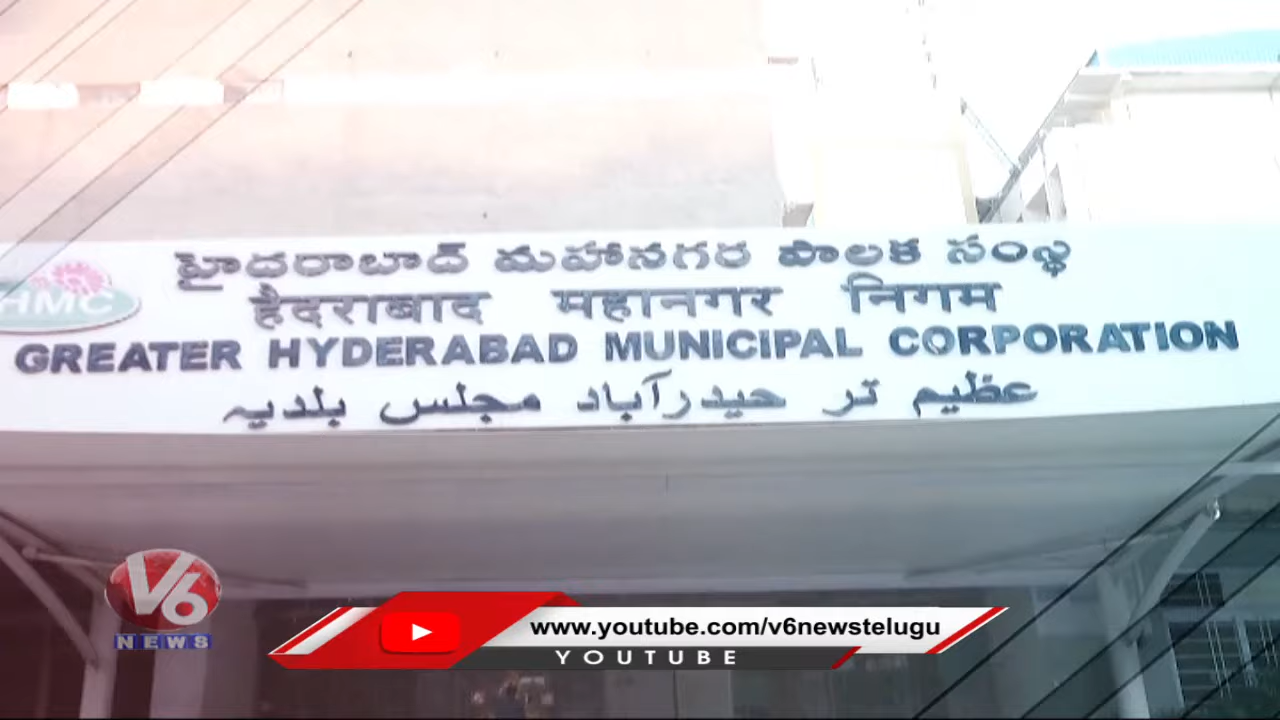 హైదరాబాద్ మహానగర పాలక సంస్థ
HMC
हैदराबाद महानगर निगम
GREATER HYDERABAD MUNICIPAL CORPORATION
عظیم تر حیدرآباد مجلس بلدیہ
V6
NEWS
www.youtube.com/v6newstelugu
YOUTUBE